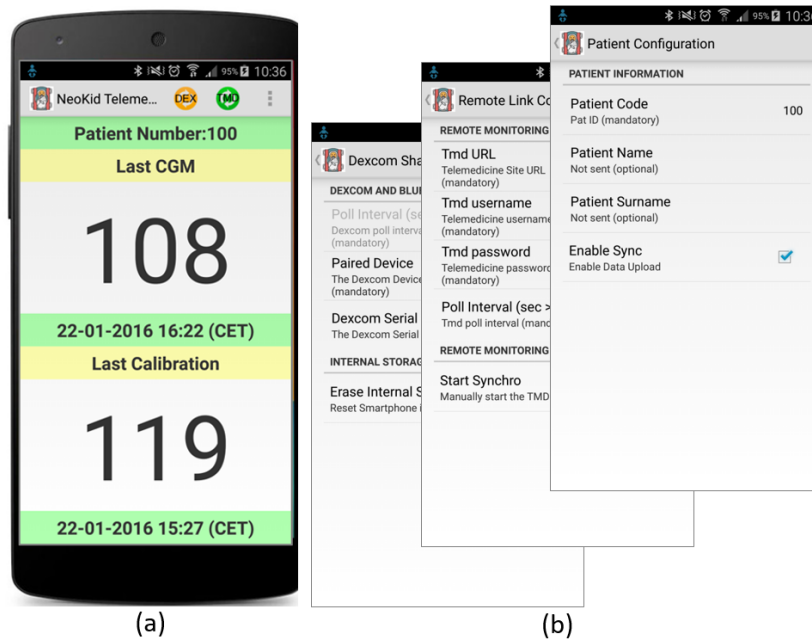 95% 10:36
NeoKid Teleme... DEX TMD
Patient Number:100
Last CGM
108
22-01-2016 16:22 (CET)
Last Calibration
119
22-01-2016 15:27 (CET)
(a)
Dexcom Sha
DEXCOM AND BLU
Poll Interval (se
Dexcom poll interva
(mandatory)
Paired Device
The Dexcom Device
(mandatory)
Dexcom Serial
The Dexcom Serial
INTERNAL STORAG
Erase Internal S
Reset Smartphone i
Remote Link Co
REMOTE MONITORING
Tmd URL
Telemedicine Site URL
(mandatory)
Tmd username
Telemedicine username
(mandatory)
Tmd password
Telemedicine password
(mandatory)
Poll Interval (sec >
Tmd poll interval (mand
REMOTE MONITORING
Start Synchro
Manually start the TMD
95% 10:36
Patient Configuration
PATIENT INFORMATION
Patient Code
Pat ID (mandatory)
100
Patient Name
Not sent (optional)
Patient Surname
Not sent (optional)
Enable Sync
Enable Data Upload
(b)